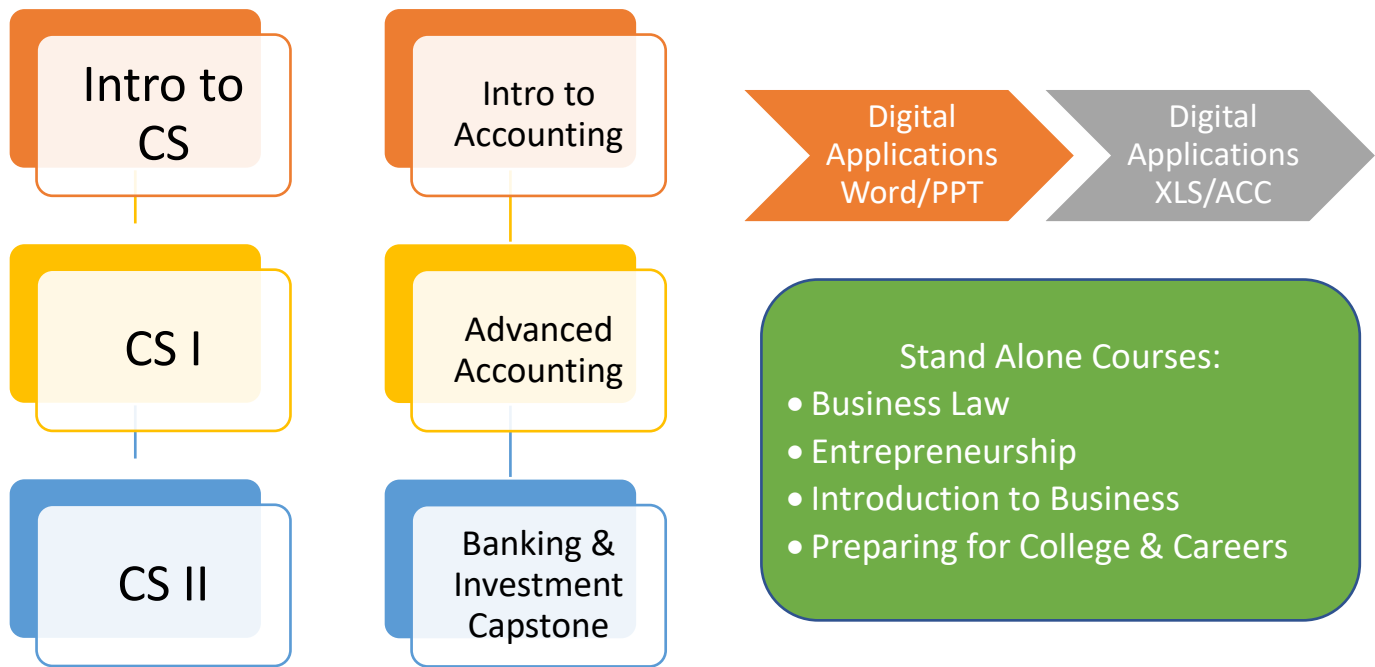 Intro to
CS
CS I
CS II
Intro to
Accounting
Advanced
Accounting
Banking &
Investment
Capstone
Digital
Applications
Word/PPT
Digital
Applications
XLS/ACC
Stand Alone Courses:
• Business Law
• Entrepreneurship
• Introduction to Business
• Preparing for College & Careers